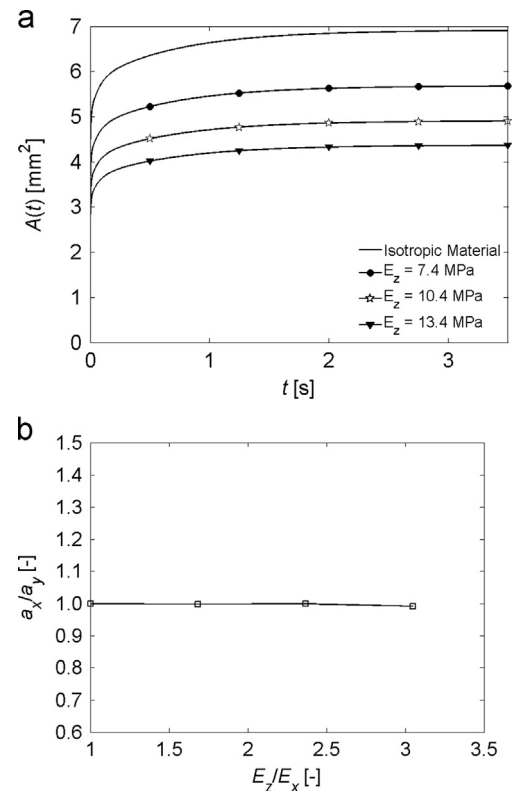 a
7
6
5
4
3
2
1
0
A(t) [mm²]
Isotropic Material
E_z = 7.4 MPa
E_z = 10.4 MPa
E_z = 13.4 MPa
0 1 2 3
t [s]
b
1.5
1.4
1.3
1.2
1.1
1.0
0.9
0.8
0.7
0.6
a_x/a_y [-]
1 1.5 2 2.5 3 3.5
E_z/E_x [-]